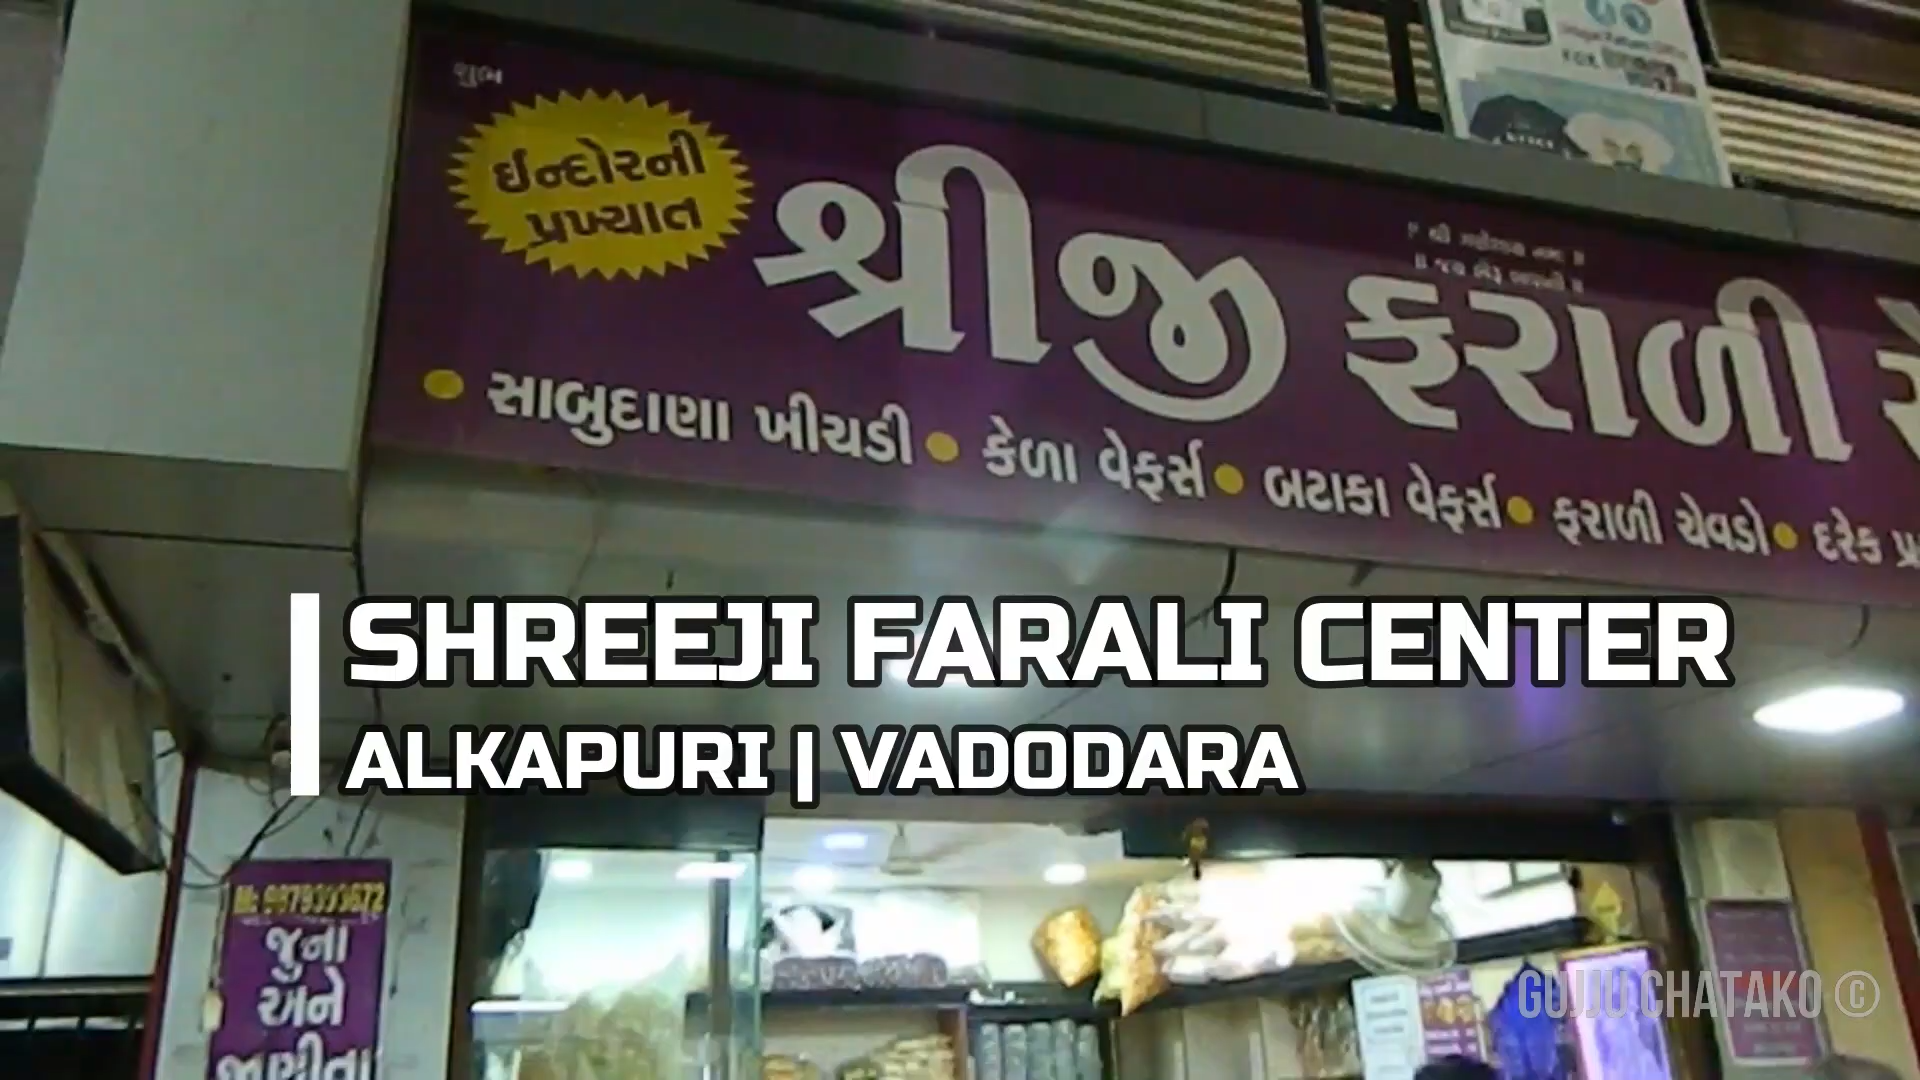 શુભ
ઈન્દોરની
પ્રખ્યાત
શ્રીજી ફરાળી
• સાબુદાણા ખીચડી • કેળા વેફર્સ • બટાકા વેફર્સ • ફરાળી ચેવડો • દરેક
SHREEJI FARALI CENTER
ALKAPURI | VADODARA
જુના
અને
જાણીતા
GUJJU CHATAKO ©